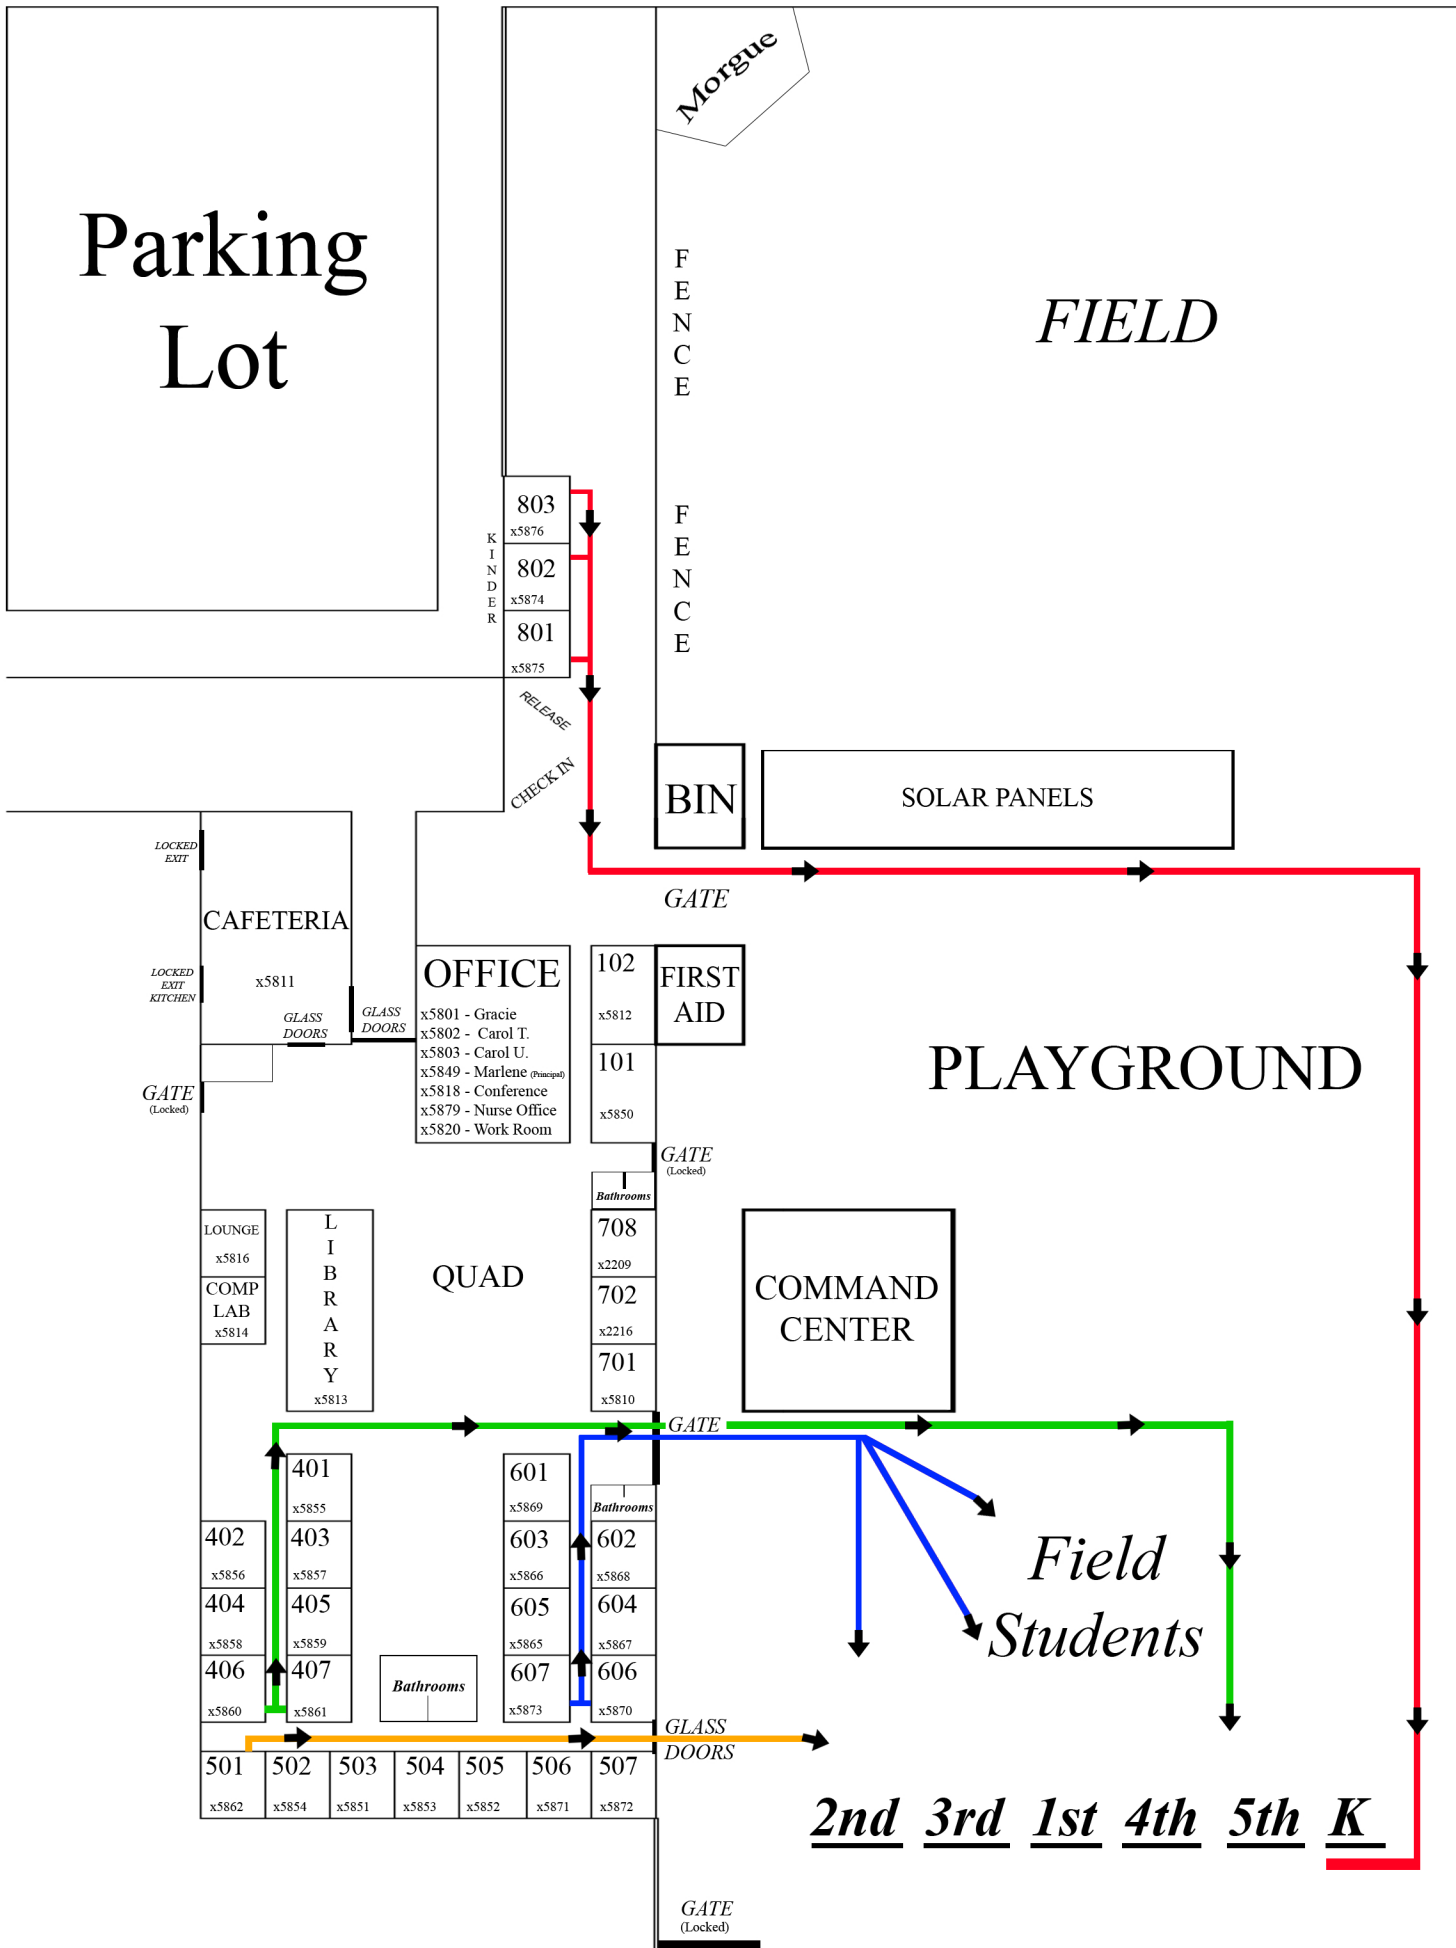 Morgue
Parking
Lot
FENCE
FIELD
FENCE
KINDER
803
x5876
802
x5874
801
x5875
RELEASE
CHECK IN
BIN
SOLAR PANELS
GATE
LOCKED
EXIT
CAFETERIA
x5811
LOCKED
EXIT
KITCHEN
GLASS
DOORS
GLASS
DOORS
GATE
(Locked)
OFFICE
x5801 - Gracie
x5802 - Carol T.
x5803 - Carol U.
x5849 - Marlene (Principal)
x5818 - Conference
x5879 - Nurse Office
x5820 - Work Room
102
x5812
FIRST
AID
101
x5850
PLAYGROUND
GATE
(Locked)
Bathrooms
LOUNGE
x5816
COMP
LAB
x5814
LIBRARY
x5813
QUAD
708
x2209
702
x2216
701
x5810
COMMAND
CENTER
GATE
401
x5855
402
x5856
403
x5857
404
x5858
405
x5859
406
x5860
407
x5861
Bathrooms
601
x5869
Bathrooms
603
x5866
602
x5868
605
x5865
604
x5867
607
x5873
606
x5870
Field
Students
GLASS
DOORS
501
x5862
502
x5854
503
x5851
504
x5853
505
x5852
506
x5871
507
x5872
2nd 3rd 1st 4th 5th K
GATE
(Locked)